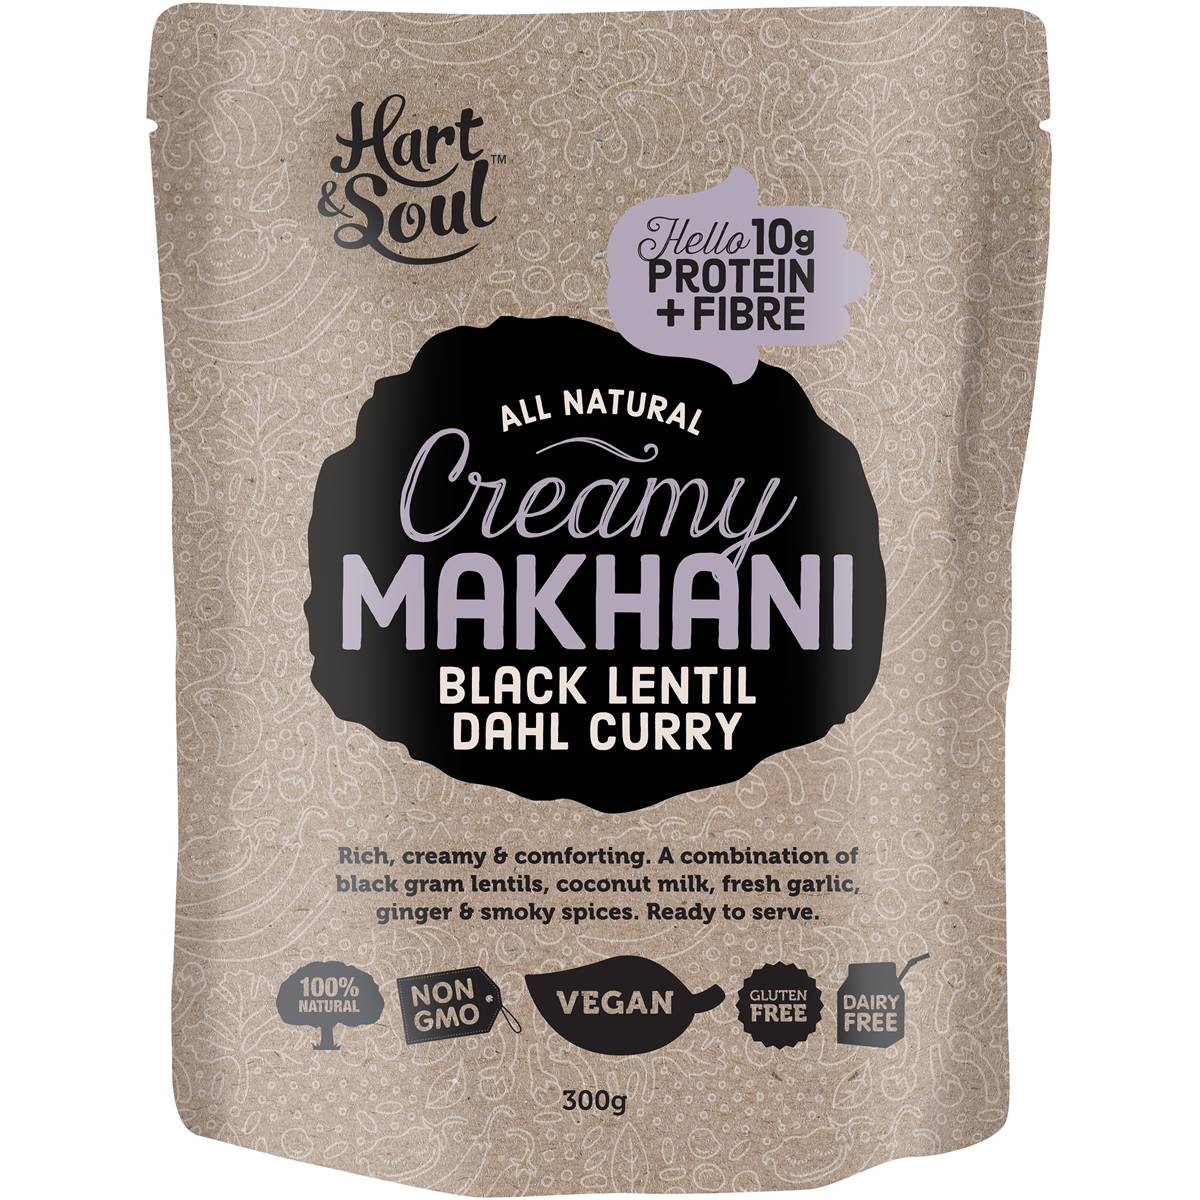 Hart
& Soul™
Hello 10g
PROTEIN
+ FIBRE
ALL NATURAL
Creamy
MAKHANI
BLACK LENTIL
DAHL CURRY
Rich, creamy & comforting. A combination of
black gram lentils, coconut milk, fresh garlic,
ginger & smoky spices. Ready to serve.
100%
NATURAL
NON
GMO
VEGAN
GLUTEN
FREE
DAIRY
FREE
300g